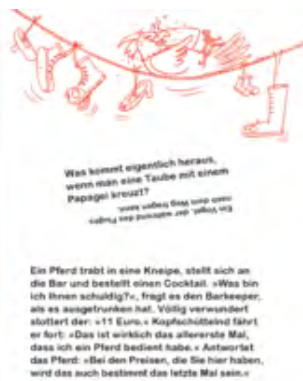 Was kommt eigentlich heraus,
wenn man eine Taube mit einem
Papagei kreuzt?
Ein Vogel, der während des Fluges
nach dem Weg fragen kann.
Ein Pferd trabt in eine Kneipe, stellt sich an
die Bar und bestellt einen Cocktail. »Was bin
ich Ihnen schuldig?«, fragt es den Barkeeper,
als es ausgetrunken hat. Völlig verwundert
stottert der: »11 Euro.« Kopfschüttelnd fährt
er fort: »Das ist wirklich das allererste Mal,
dass ich ein Pferd bedient habe.« Antwortet
das Pferd: »Bei den Preisen, die Sie hier haben,
wird das auch bestimmt das letzte Mal sein.«